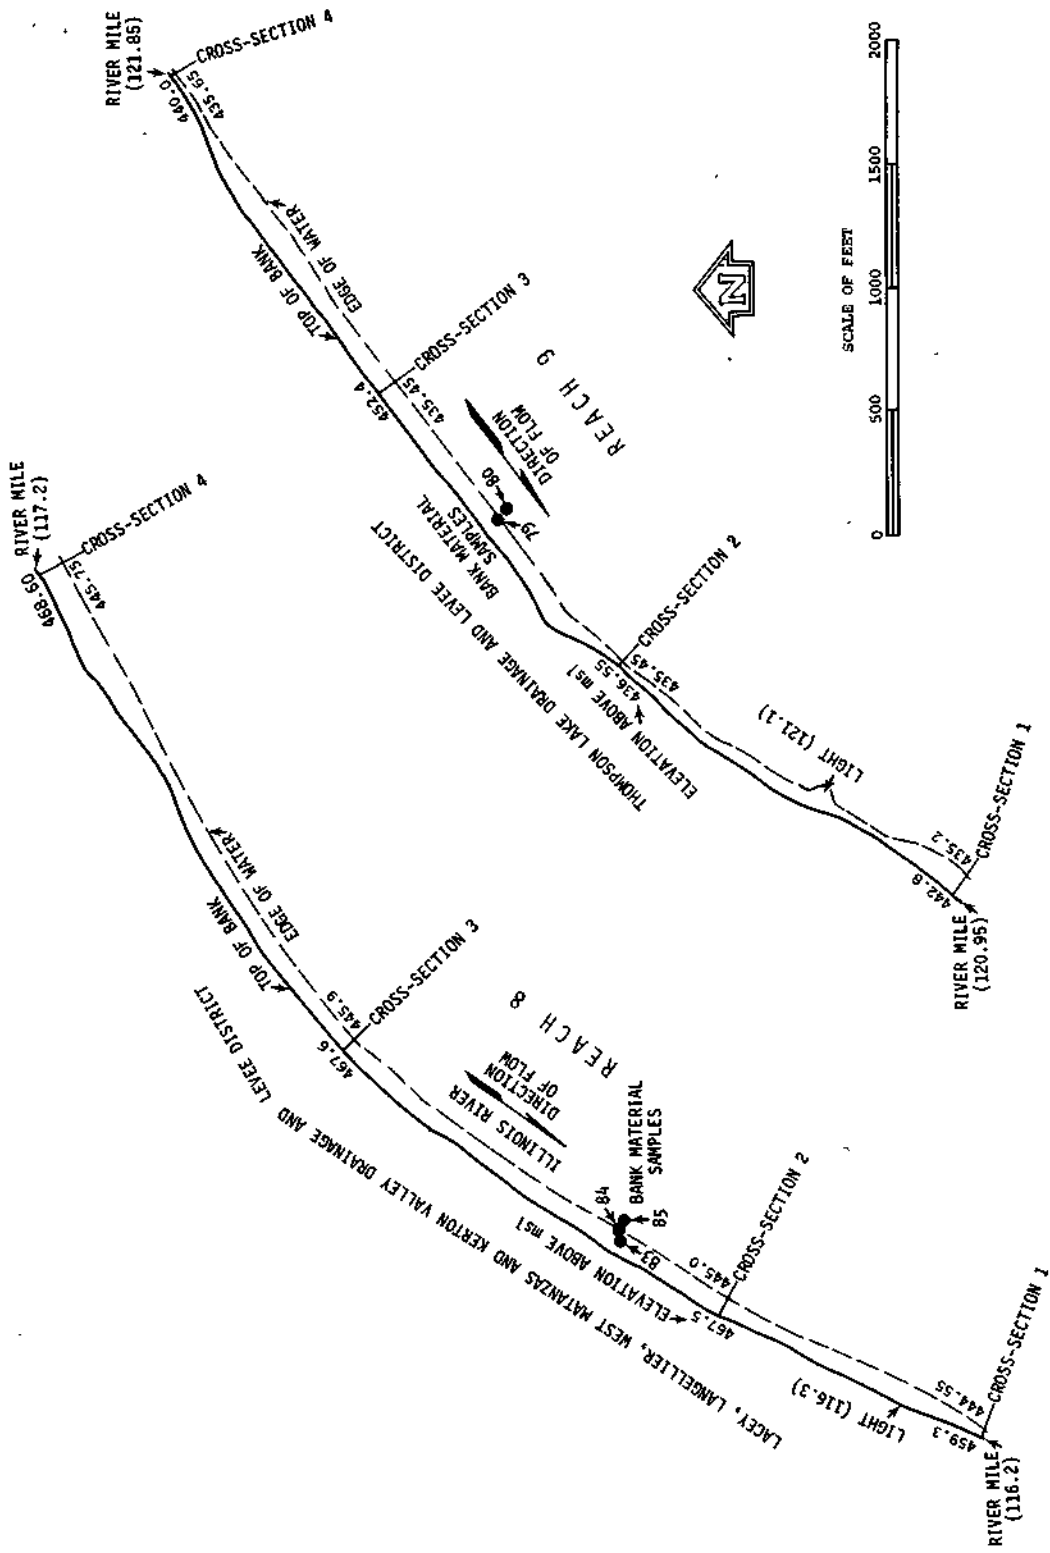 RIVER MILE
(121.85)
CROSS-SECTION 4
440.0
435.65
TOP OF BANK
EDGE OF WATER
452.4
CROSS-SECTION 3
435.45
REACH 9
DIRECTION
OF FLOW
BANK MATERIAL
SAMPLES
80
79
THOMPSON LAKE DRAINAGE AND LEVEE DISTRICT
CROSS-SECTION 2
436.55
435.45
ELEVATION ABOVE msl
LIGHT (121.1)
442.8
435.2
CROSS-SECTION 1
RIVER MILE
(120.95)
N
SCALE OF FEET
0 500 1000 1500 2000
RIVER MILE
(117.2)
CROSS-SECTION 4
468.60
445.75
TOP OF BANK
EDGE OF WATER
467.6
445.9
CROSS-SECTION 3
REACH 8
DIRECTION
OF FLOW
ILLINOIS RIVER
LACEY, LANGELLIER, WEST MATANZAS AND KERTON VALLEY DRAINAGE AND LEVEE DISTRICT
BANK MATERIAL
SAMPLES
84
85
83
ELEVATION ABOVE msl
467.5
445.0
CROSS-SECTION 2
LIGHT (116.3)
459.3
444.55
CROSS-SECTION 1
RIVER MILE
(116.2)